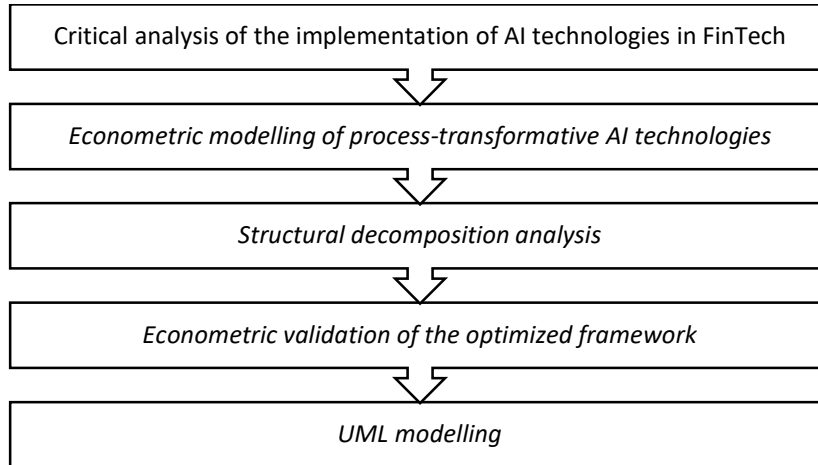 Critical analysis of the implementation of AI technologies in FinTech
Econometric modelling of process-transformative AI technologies
Structural decomposition analysis
Econometric validation of the optimized framework
UML modelling